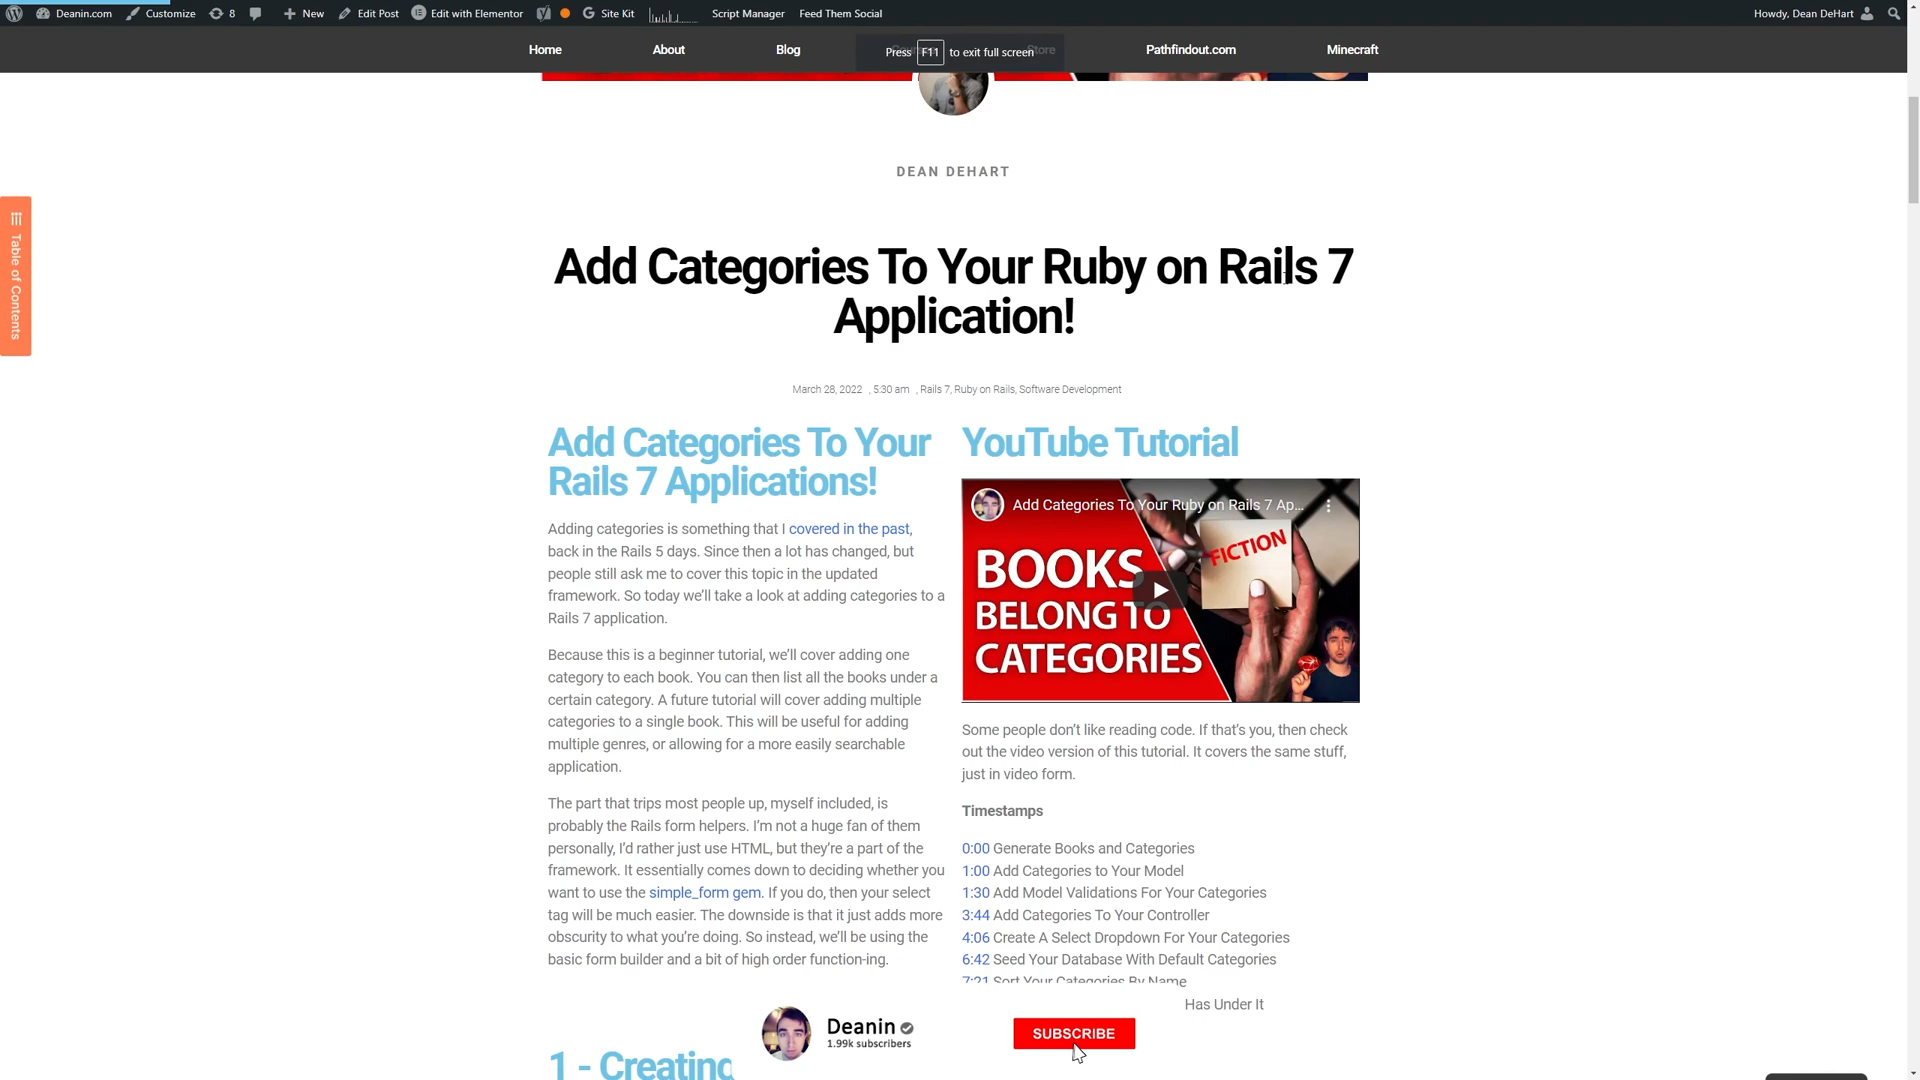 Deanin.com Customize 8 New Edit Post Edit with Elementor Site Kit Script Manager Feed Them Social Howdy, Dean DeHart
Home About Blog Store Pathfindout.com Minecraft
Press F11 to exit full screen
DEAN DEHART
Table of Contents
Add Categories To Your Ruby on Rails 7
Application!
March 28, 2022 , 5:30 am , Rails 7, Ruby on Rails, Software Development
Add Categories To Your
Rails 7 Applications!
Adding categories is something that I covered in the past,
back in the Rails 5 days. Since then a lot has changed, but
people still ask me to cover this topic in the updated
framework. So today we'll take a look at adding categories to a
Rails 7 application.
Because this is a beginner tutorial, we'll cover adding one
category to each book. You can then list all the books under a
certain category. A future tutorial will cover adding multiple
categories to a single book. This will be useful for adding
multiple genres, or allowing for a more easily searchable
application.
The part that trips most people up, myself included, is
probably the Rails form helpers. I'm not a huge fan of them
personally, I'd rather just use HTML, but they're a part of the
framework. It essentially comes down to deciding whether you
want to use the simple_form gem. If you do, then your select
tag will be much easier. The downside is that it just adds more
obscurity to what you're doing. So instead, we'll be using the
basic form builder and a bit of high order function-ing.
1 - Creating
YouTube Tutorial
Add Categories To Your Ruby on Rails 7 Ap...
FICTION
BOOKS
BELONG TO
CATEGORIES
Some people don't like reading code. If that's you, then check
out the video version of this tutorial. It covers the same stuff,
just in video form.
Timestamps
0:00 Generate Books and Categories
1:00 Add Categories to Your Model
1:30 Add Model Validations For Your Categories
3:44 Add Categories To Your Controller
4:06 Create A Select Dropdown For Your Categories
6:42 Seed Your Database With Default Categories
7:21 Sort Your Categories By Name
Has Under It
Deanin
1.99k subscribers
SUBSCRIBE